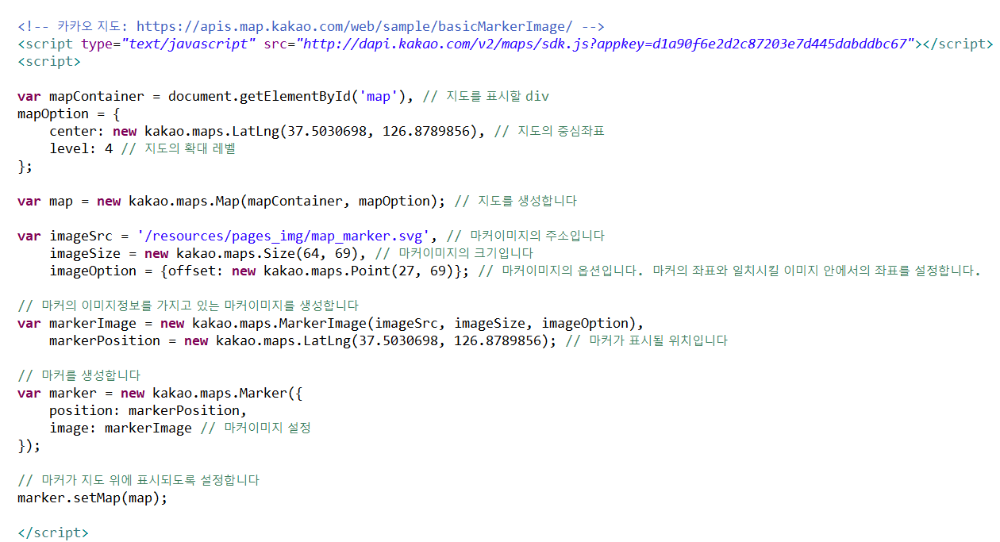 <!-- 카카오 지도: https://apis.map.kakao.com/web/sample/basicMarkerImage/ -->
<script type="text/javascript" src="http://dapi.kakao.com/v2/maps/sdk.js?appkey=d1a90f6e2d2c87203e7d445dabddbc67"></script>
<script>
var mapContainer = document.getElementById('map'), // 지도를 표시할 div
mapOption = {
    center: new kakao.maps.LatLng(37.5030698, 126.8789856), // 지도의 중심좌표
    level: 4 // 지도의 확대 레벨
};
var map = new kakao.maps.Map(mapContainer, mapOption); // 지도를 생성합니다
var imageSrc = '/resources/pages_img/map_marker.svg', // 마커이미지의 주소입니다
    imageSize = new kakao.maps.Size(64, 69), // 마커이미지의 크기입니다
    imageOption = {offset: new kakao.maps.Point(27, 69)}; // 마커이미지의 옵션입니다. 마커의 좌표와 일치시킬 이미지 안에서의 좌표를 설정합니다.
// 마커의 이미지정보를 가지고 있는 마커이미지를 생성합니다
var markerImage = new kakao.maps.MarkerImage(imageSrc, imageSize, imageOption),
    markerPosition = new kakao.maps.LatLng(37.5030698, 126.8789856); // 마커가 표시될 위치입니다
// 마커를 생성합니다
var marker = new kakao.maps.Marker({
    position: markerPosition,
    image: markerImage // 마커이미지 설정
});
// 마커가 지도 위에 표시되도록 설정합니다
marker.setMap(map);
</script>